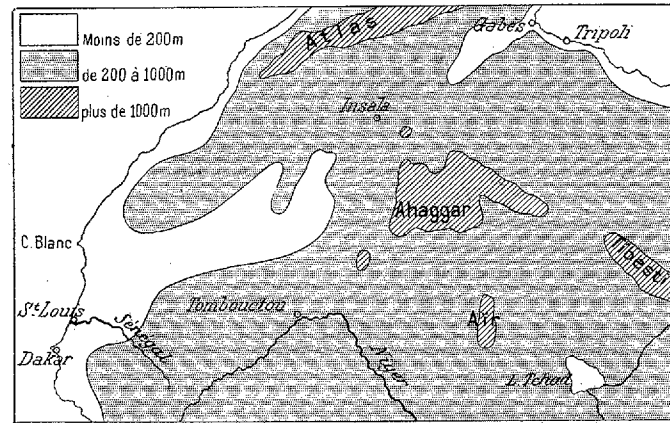 Moins de 200m
de 200 à 1000m
plus de 1000m
Atlas
Gabès
Tripoli
Insala
Ahaggar
C. Blanc
Tibesti
St. Louis
Sénégal
Tombouctou
Aïr
Dakar
Niger
L. Tchad